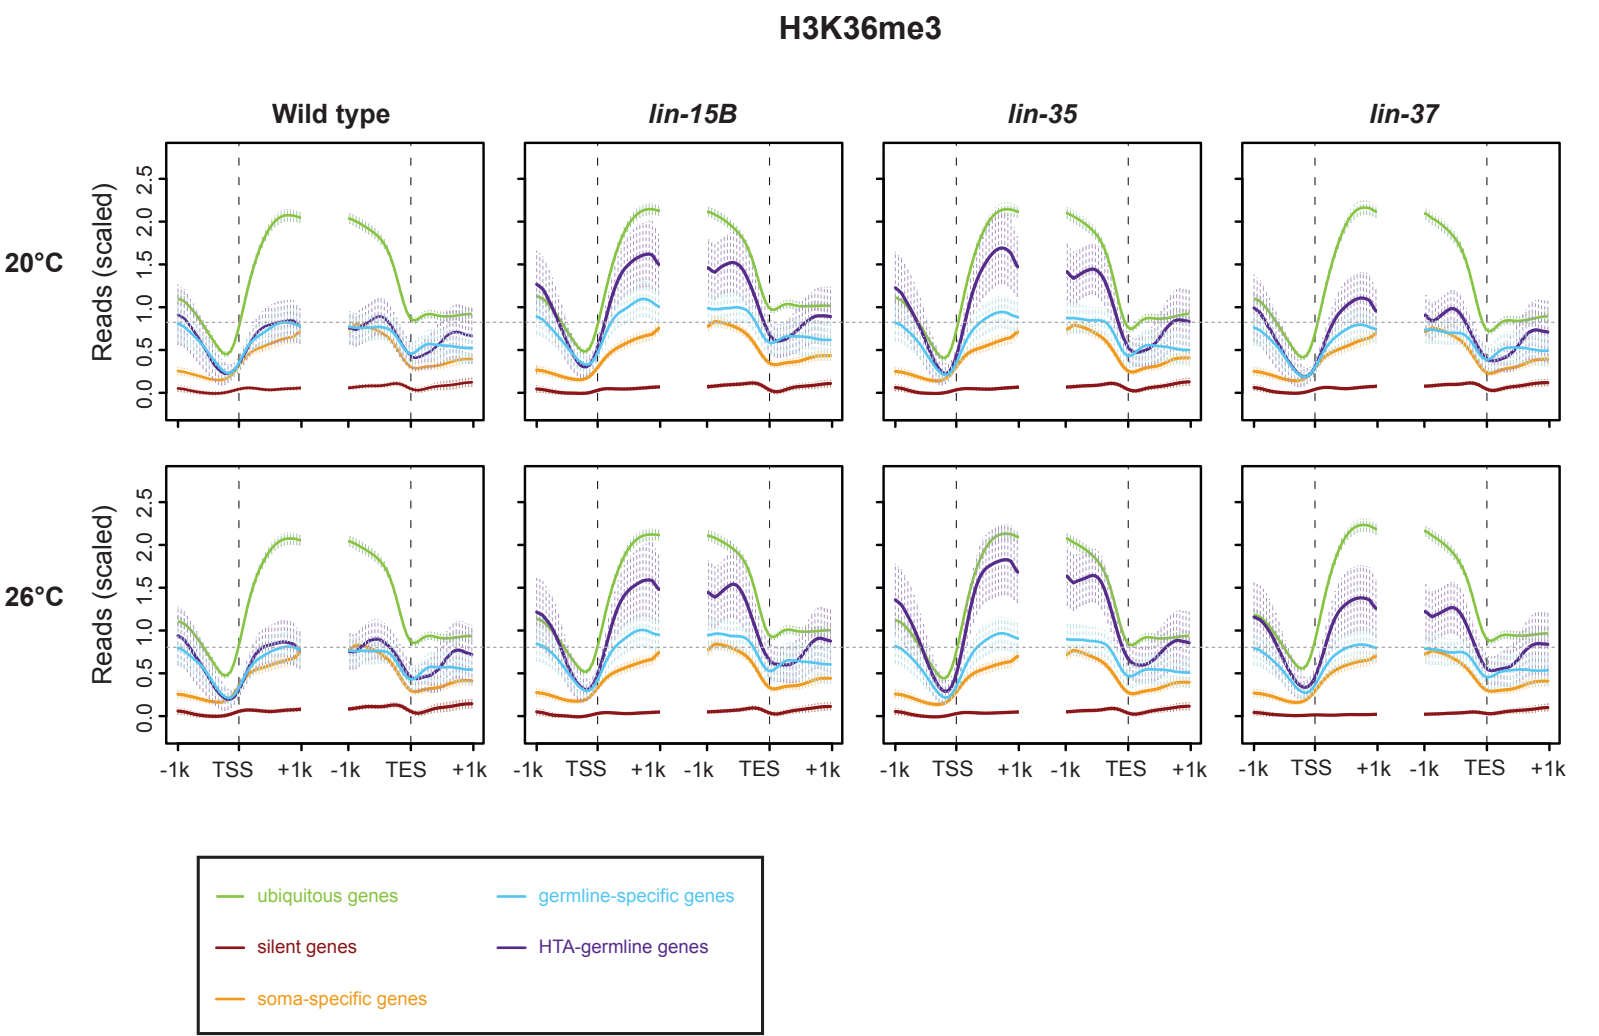 H3K36me3
Wild type
lin-15B
lin-35
lin-37
20°C
Reads (scaled)
0.0 0.5 1.0 1.5 2.0 2.5
26°C
Reads (scaled)
0.0 0.5 1.0 1.5 2.0 2.5
-1k TSS +1k -1k TES +1k
-1k TSS +1k -1k TES +1k
-1k TSS +1k -1k TES +1k
-1k TSS +1k -1k TES +1k
ubiquitous genes
germline-specific genes
silent genes
HTA-germline genes
soma-specific genes